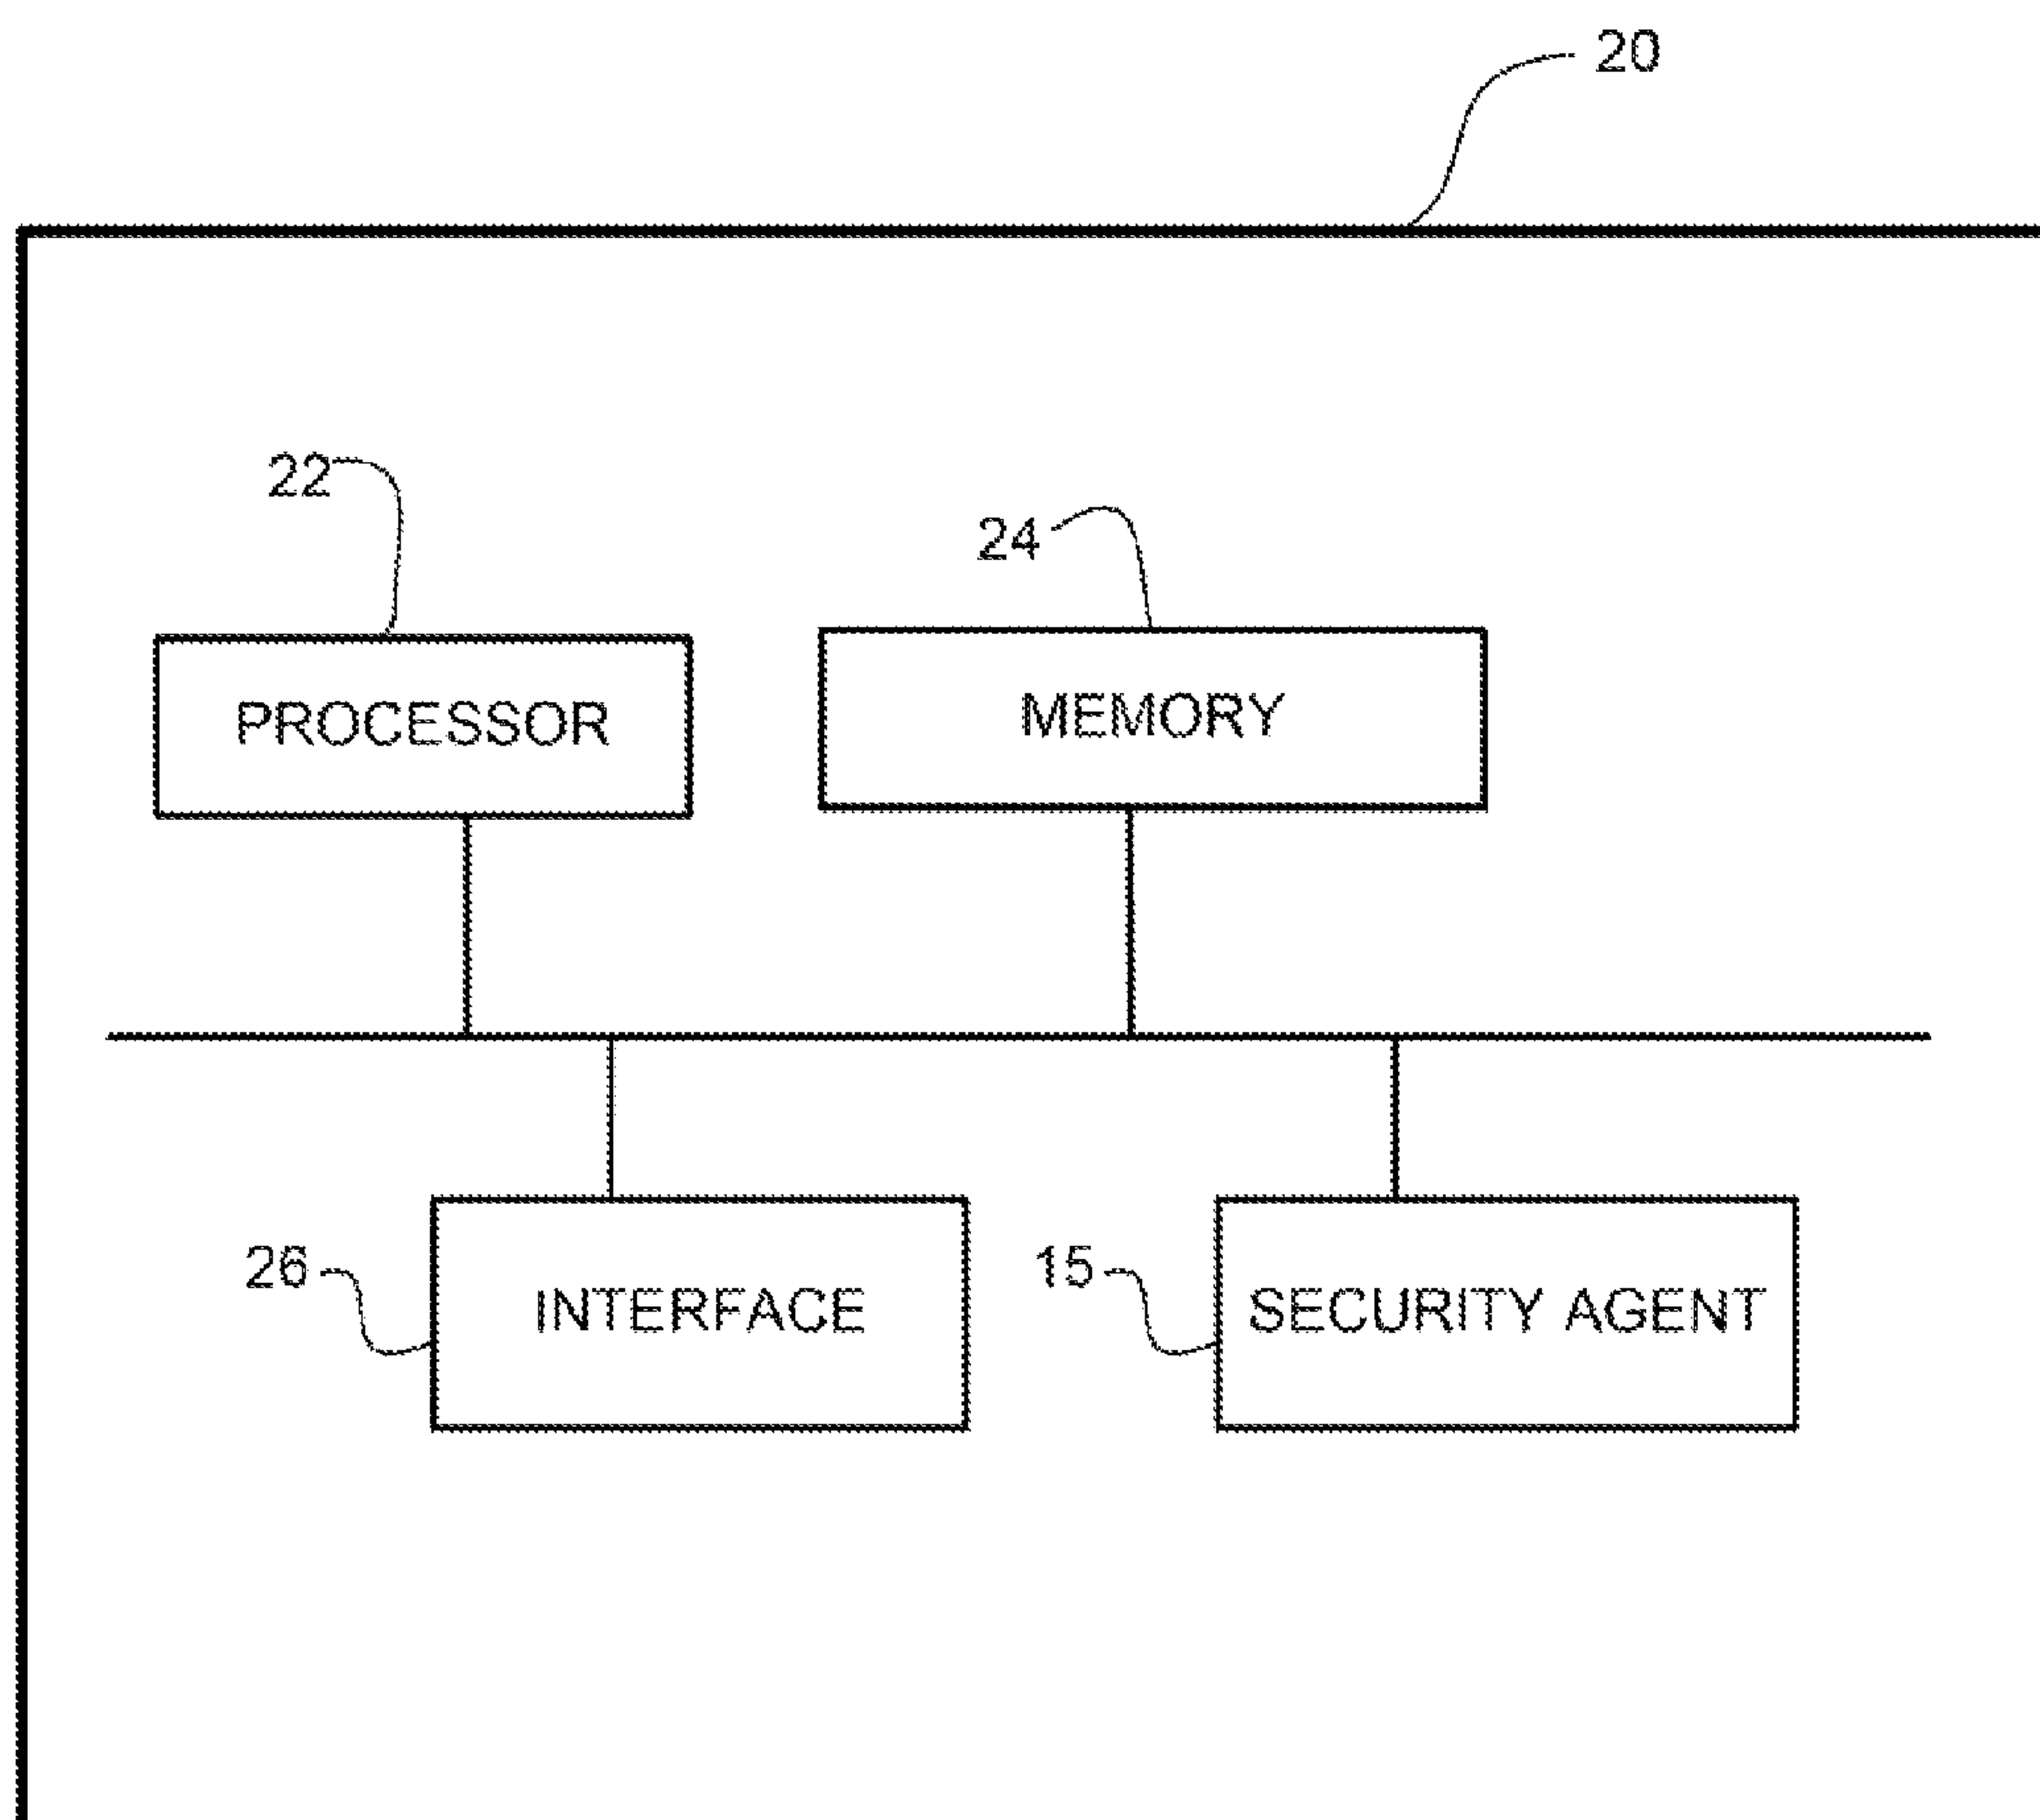 20
22
24
PROCESSOR
MEMORY
26
15
INTERFACE
SECURITY AGENT